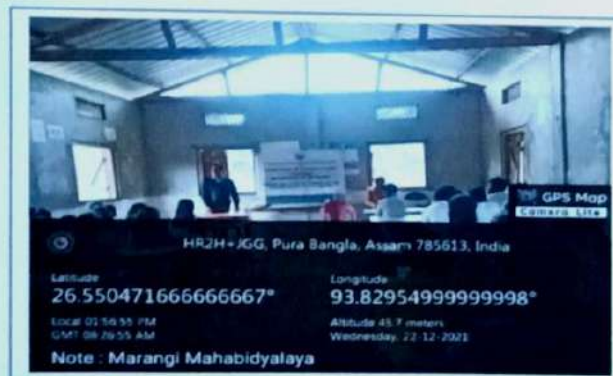 GPS Map
Camera Lite
HR2H+JGG, Pura Bangla, Assam 785613, India
Latitude
Longitude
26.550471666666667°
93.82954999999998°
Local 01:56:55 PM
Altitude 45.7 meters
GMT 08:26:55 AM
Wednesday, 22-12-2021
Note : Marangi Mahabidyalaya